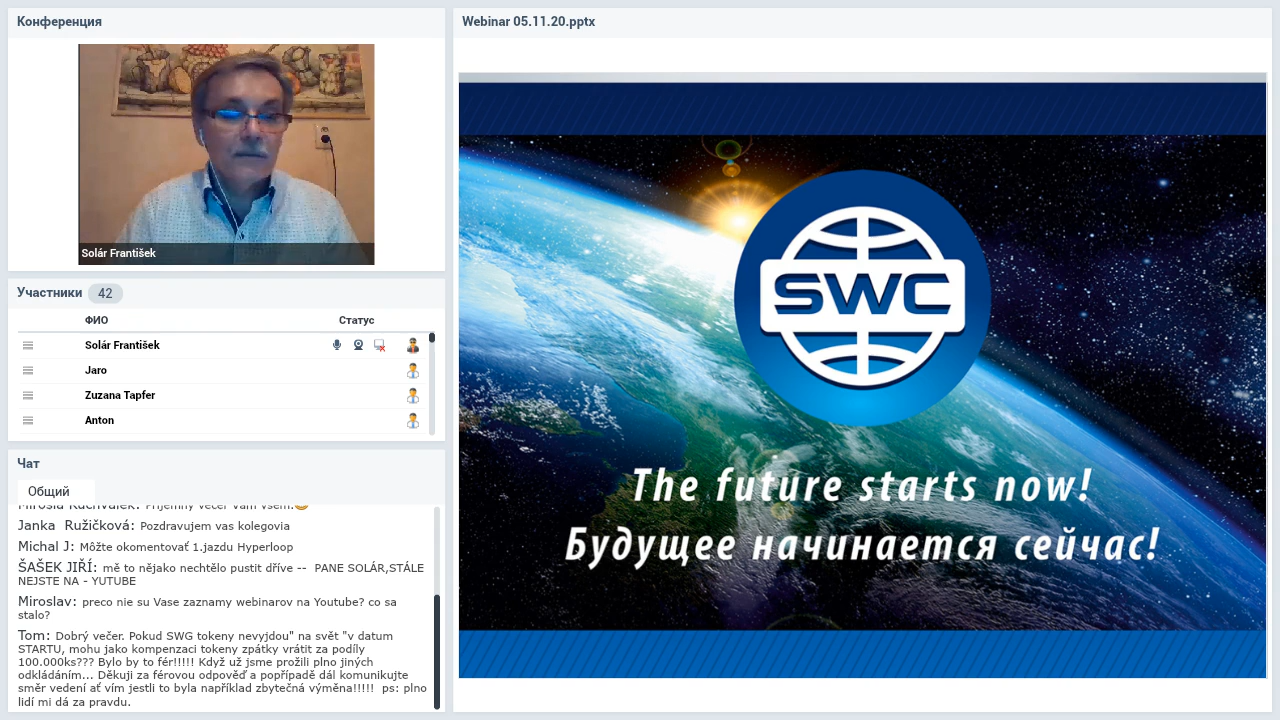 Конференция
Solár František
Участники 42
ФИО Статус
Solár František
Jaro
Zuzana Tapfer
Anton
Чат
Общий
Příjemný večer Vám všem.
Janka Ružičková: Pozdravujem vas kolegovia
Michal J: Môžte okomentovať 1.jazdu Hyperloop
ŠAŠEK JIŘÍ: mě to nějako nechtělo pustit dříve -- PANE SOLÁR,STÁLE
NEJSTE NA - YUTUBE
Miroslav: preco nie su Vase zaznamy webinarov na Youtube? co sa
stalo?
Tom: Dobrý večer. Pokud SWG tokeny nevyjdou" na svět "v datum
STARTU, mohu jako kompenzaci tokeny zpátky vrátit za podíly
100.000ks??? Bylo by to fér!!!!! Když už jsme prožili plno jiných
odkládáním... Děkuji za férovou odpověď a popřípadě dál komunikujte
směr vedení ať vím jestli to byla například zbytečná výměna!!!!! ps: plno
lidí mi dá za pravdu.
Webinar 05.11.20.pptx
SWC
The future starts now!
Будущее начинается сейчас!